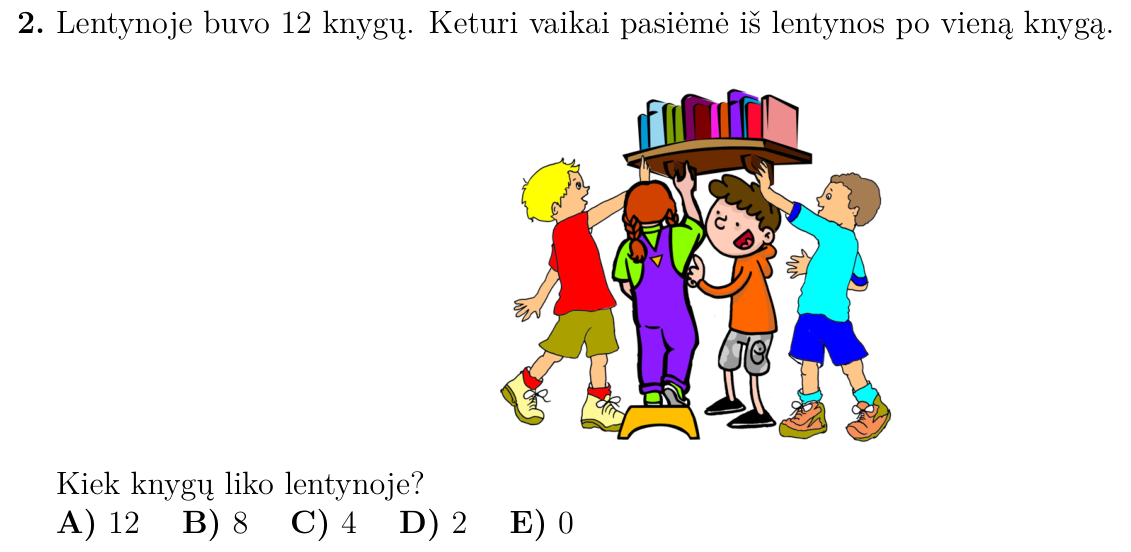 2. Lentynoje buvo 12 knygų. Keturi vaikai pasiėmė iš lentynos po vieną knygą.
Kiek knygų liko lentynoje?
A) 12 B) 8 C) 4 D) 2 E) 0